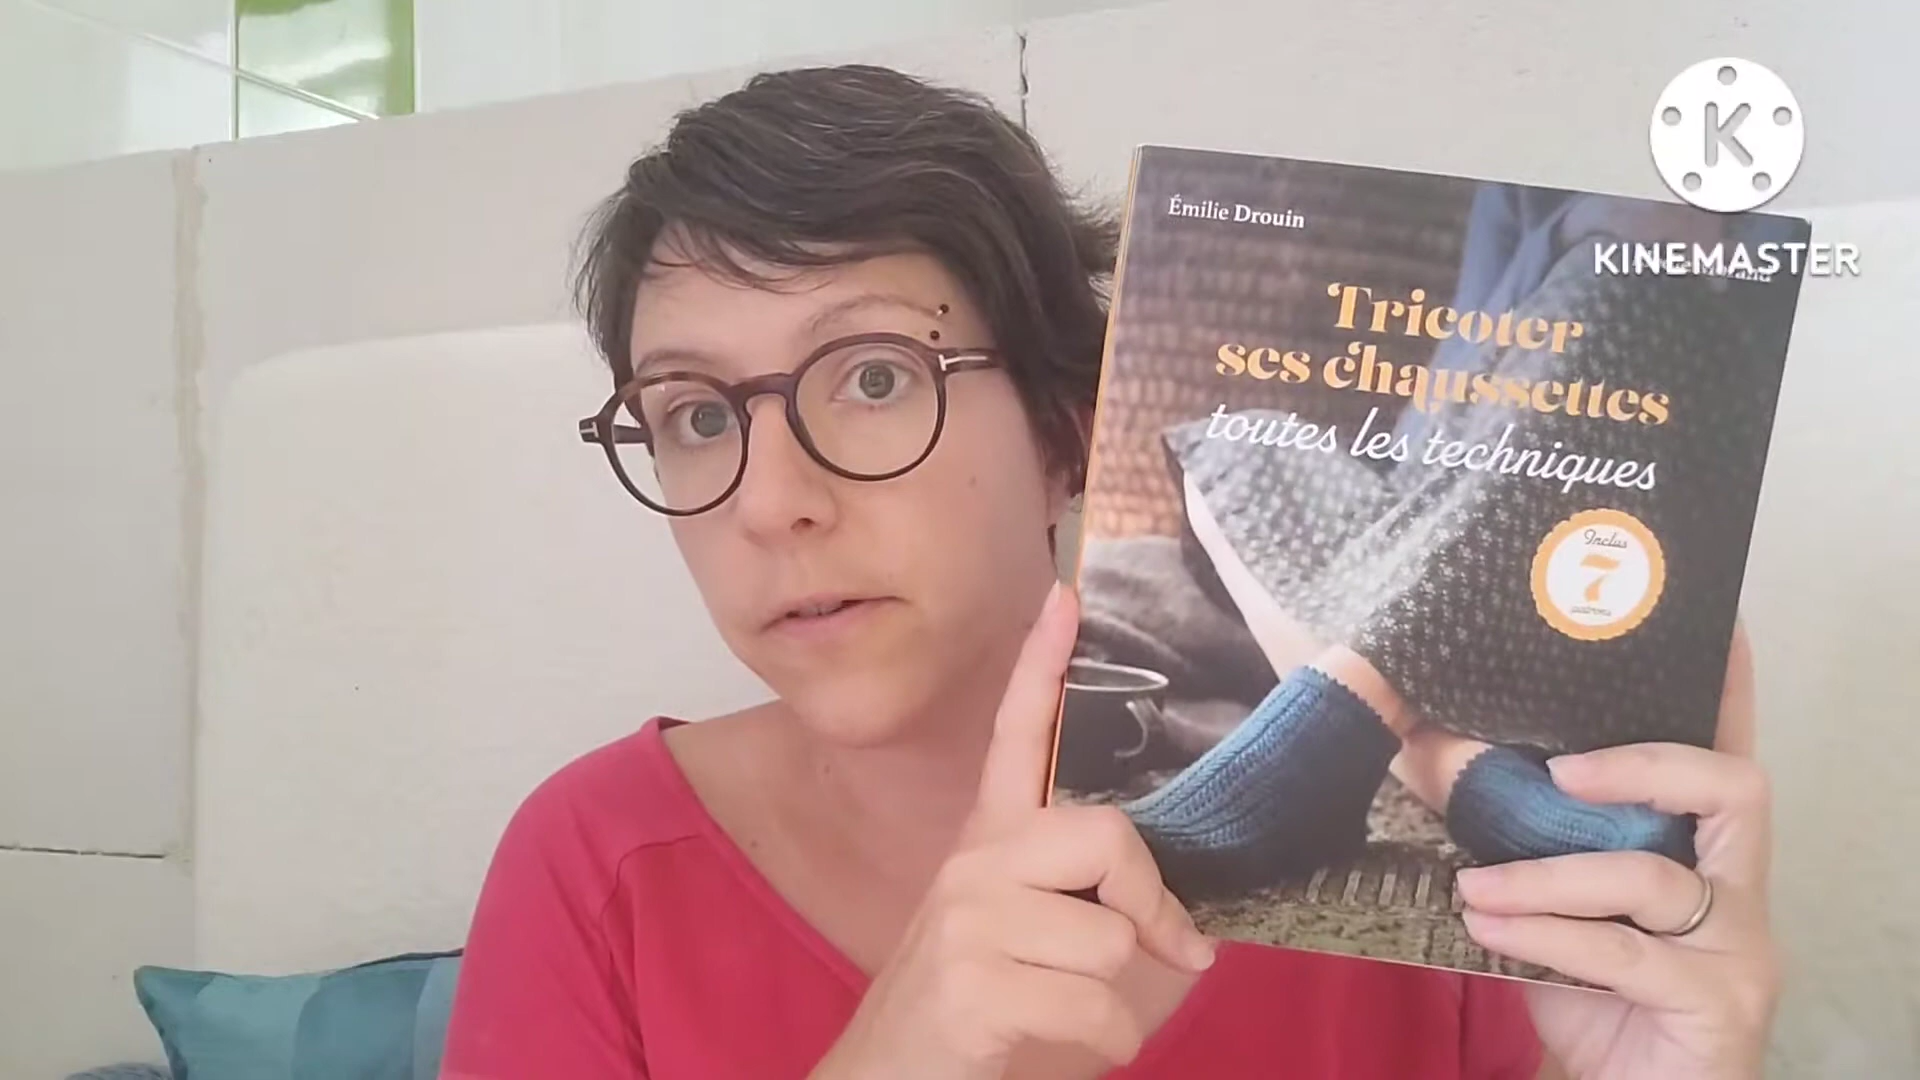 Émilie Drouin
Tricoter
ses chaussettes
toutes les techniques
Inclus
7
patrons
K
KINEMASTER